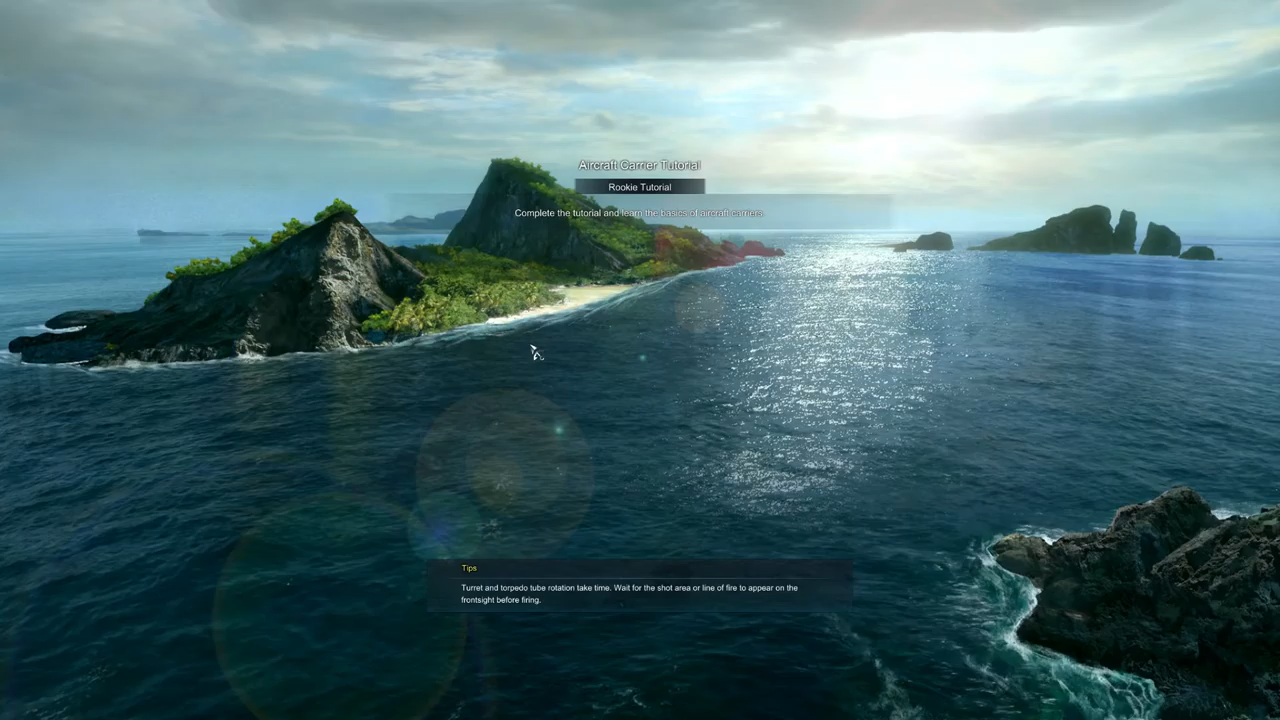 Aircraft Carrier Tutorial
Rookie Tutorial
Complete the tutorial and learn the basics of aircraft carriers
Tips
Turret and torpedo tube rotation take time. Wait for the shot area or line of fire to appear on the
frontsight before firing.